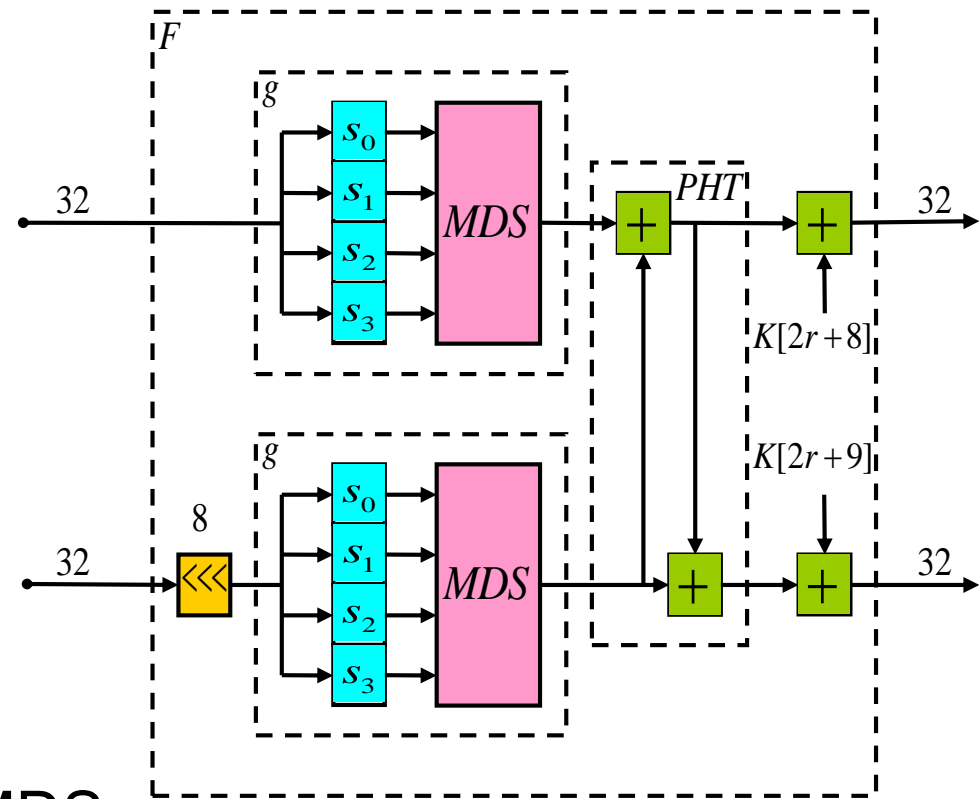 F
g
s₀
s₁
s₂
s₃
MDS
32
+
PHT
+
32
K[2r+8]
K[2r+9]
8
32
<<<
g
s₀
s₁
s₂
s₃
MDS
+
+
32